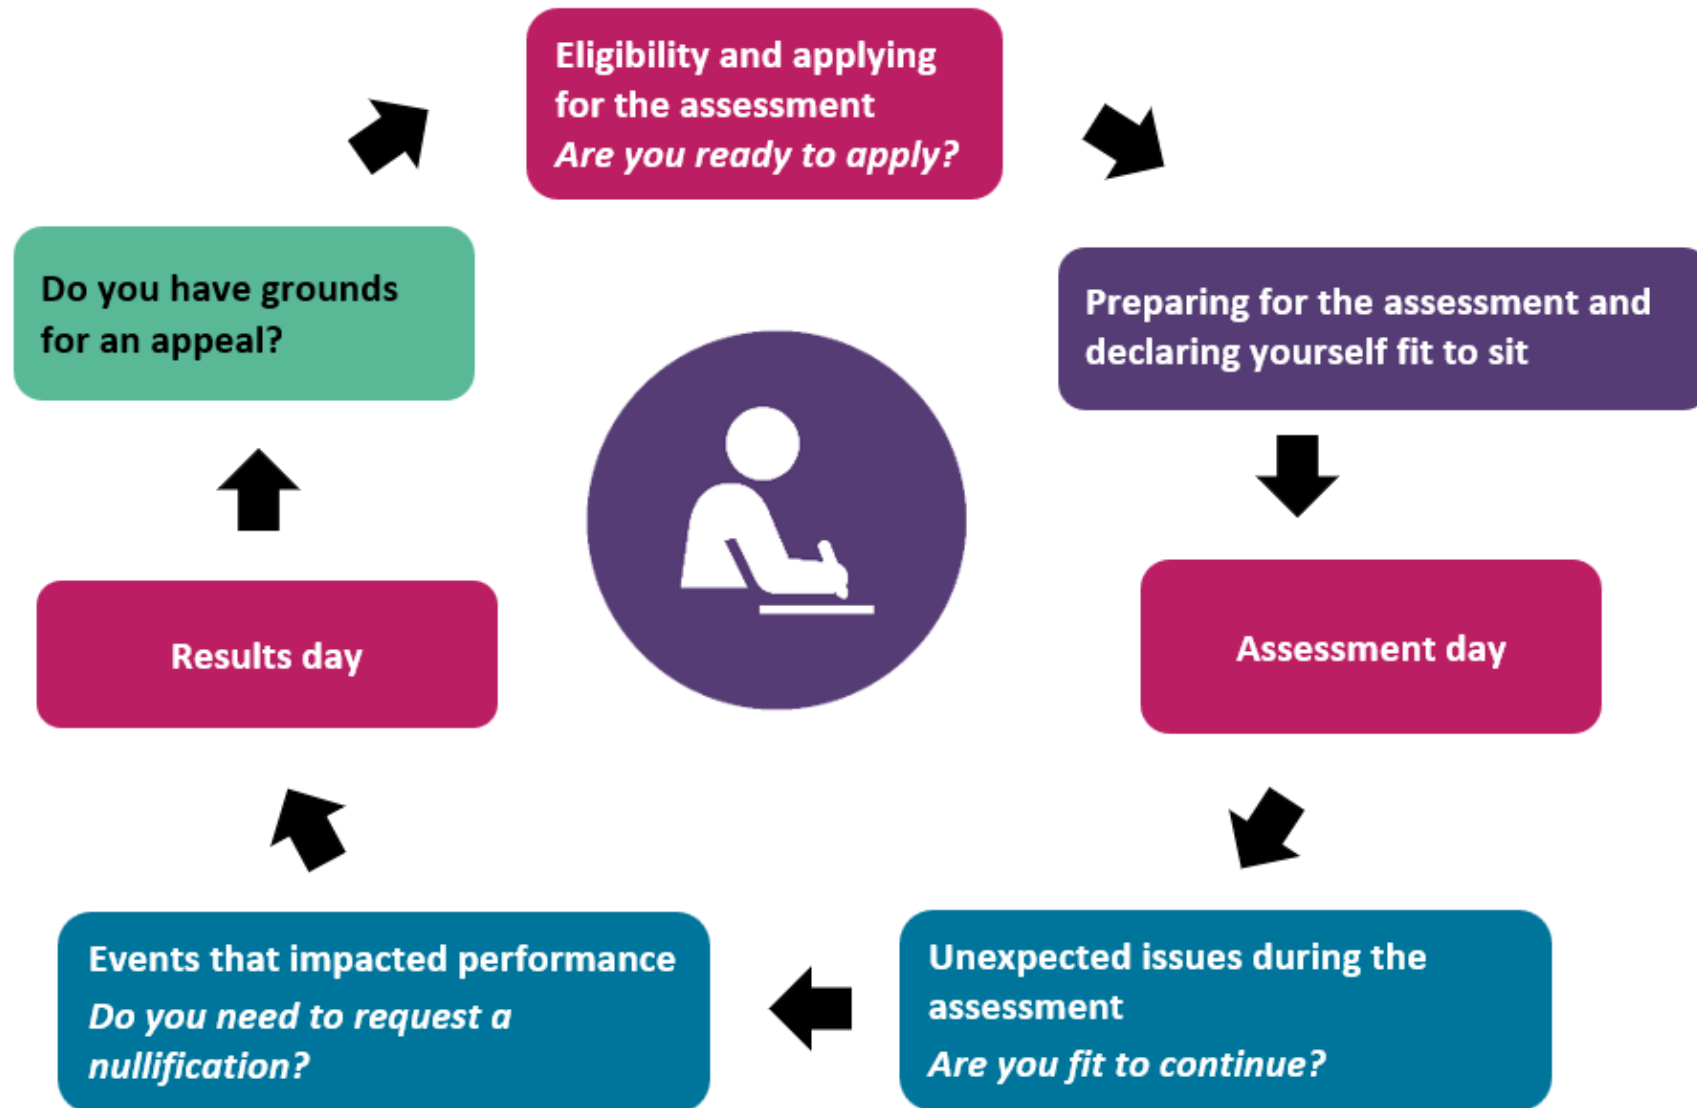 Eligibility and applying
for the assessment
Are you ready to apply?
Preparing for the assessment and
declaring yourself fit to sit
Assessment day
Unexpected issues during the
assessment
Are you fit to continue?
Events that impacted performance
Do you need to request a
nullification?
Results day
Do you have grounds
for an appeal?